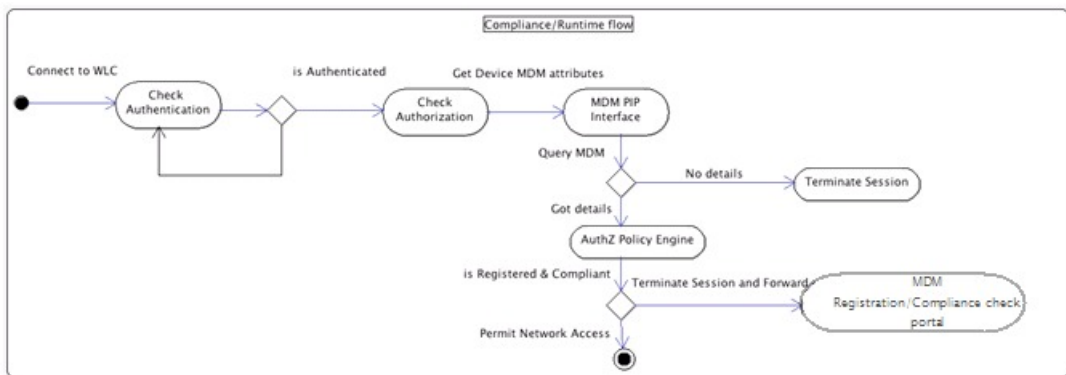 Compliance/Runtime flow
Connect to WLC
is Authenticated
Get Device MDM attributes
Check
Authentication
Check
Authorization
MDM PIP
Interface
Query MDM
No details
Terminate Session
Got details
AuthZ Policy Engine
is Registered & Compliant
Terminate Session and Forward
MDM
Registration/Compliance check
portal
Permit Network Access